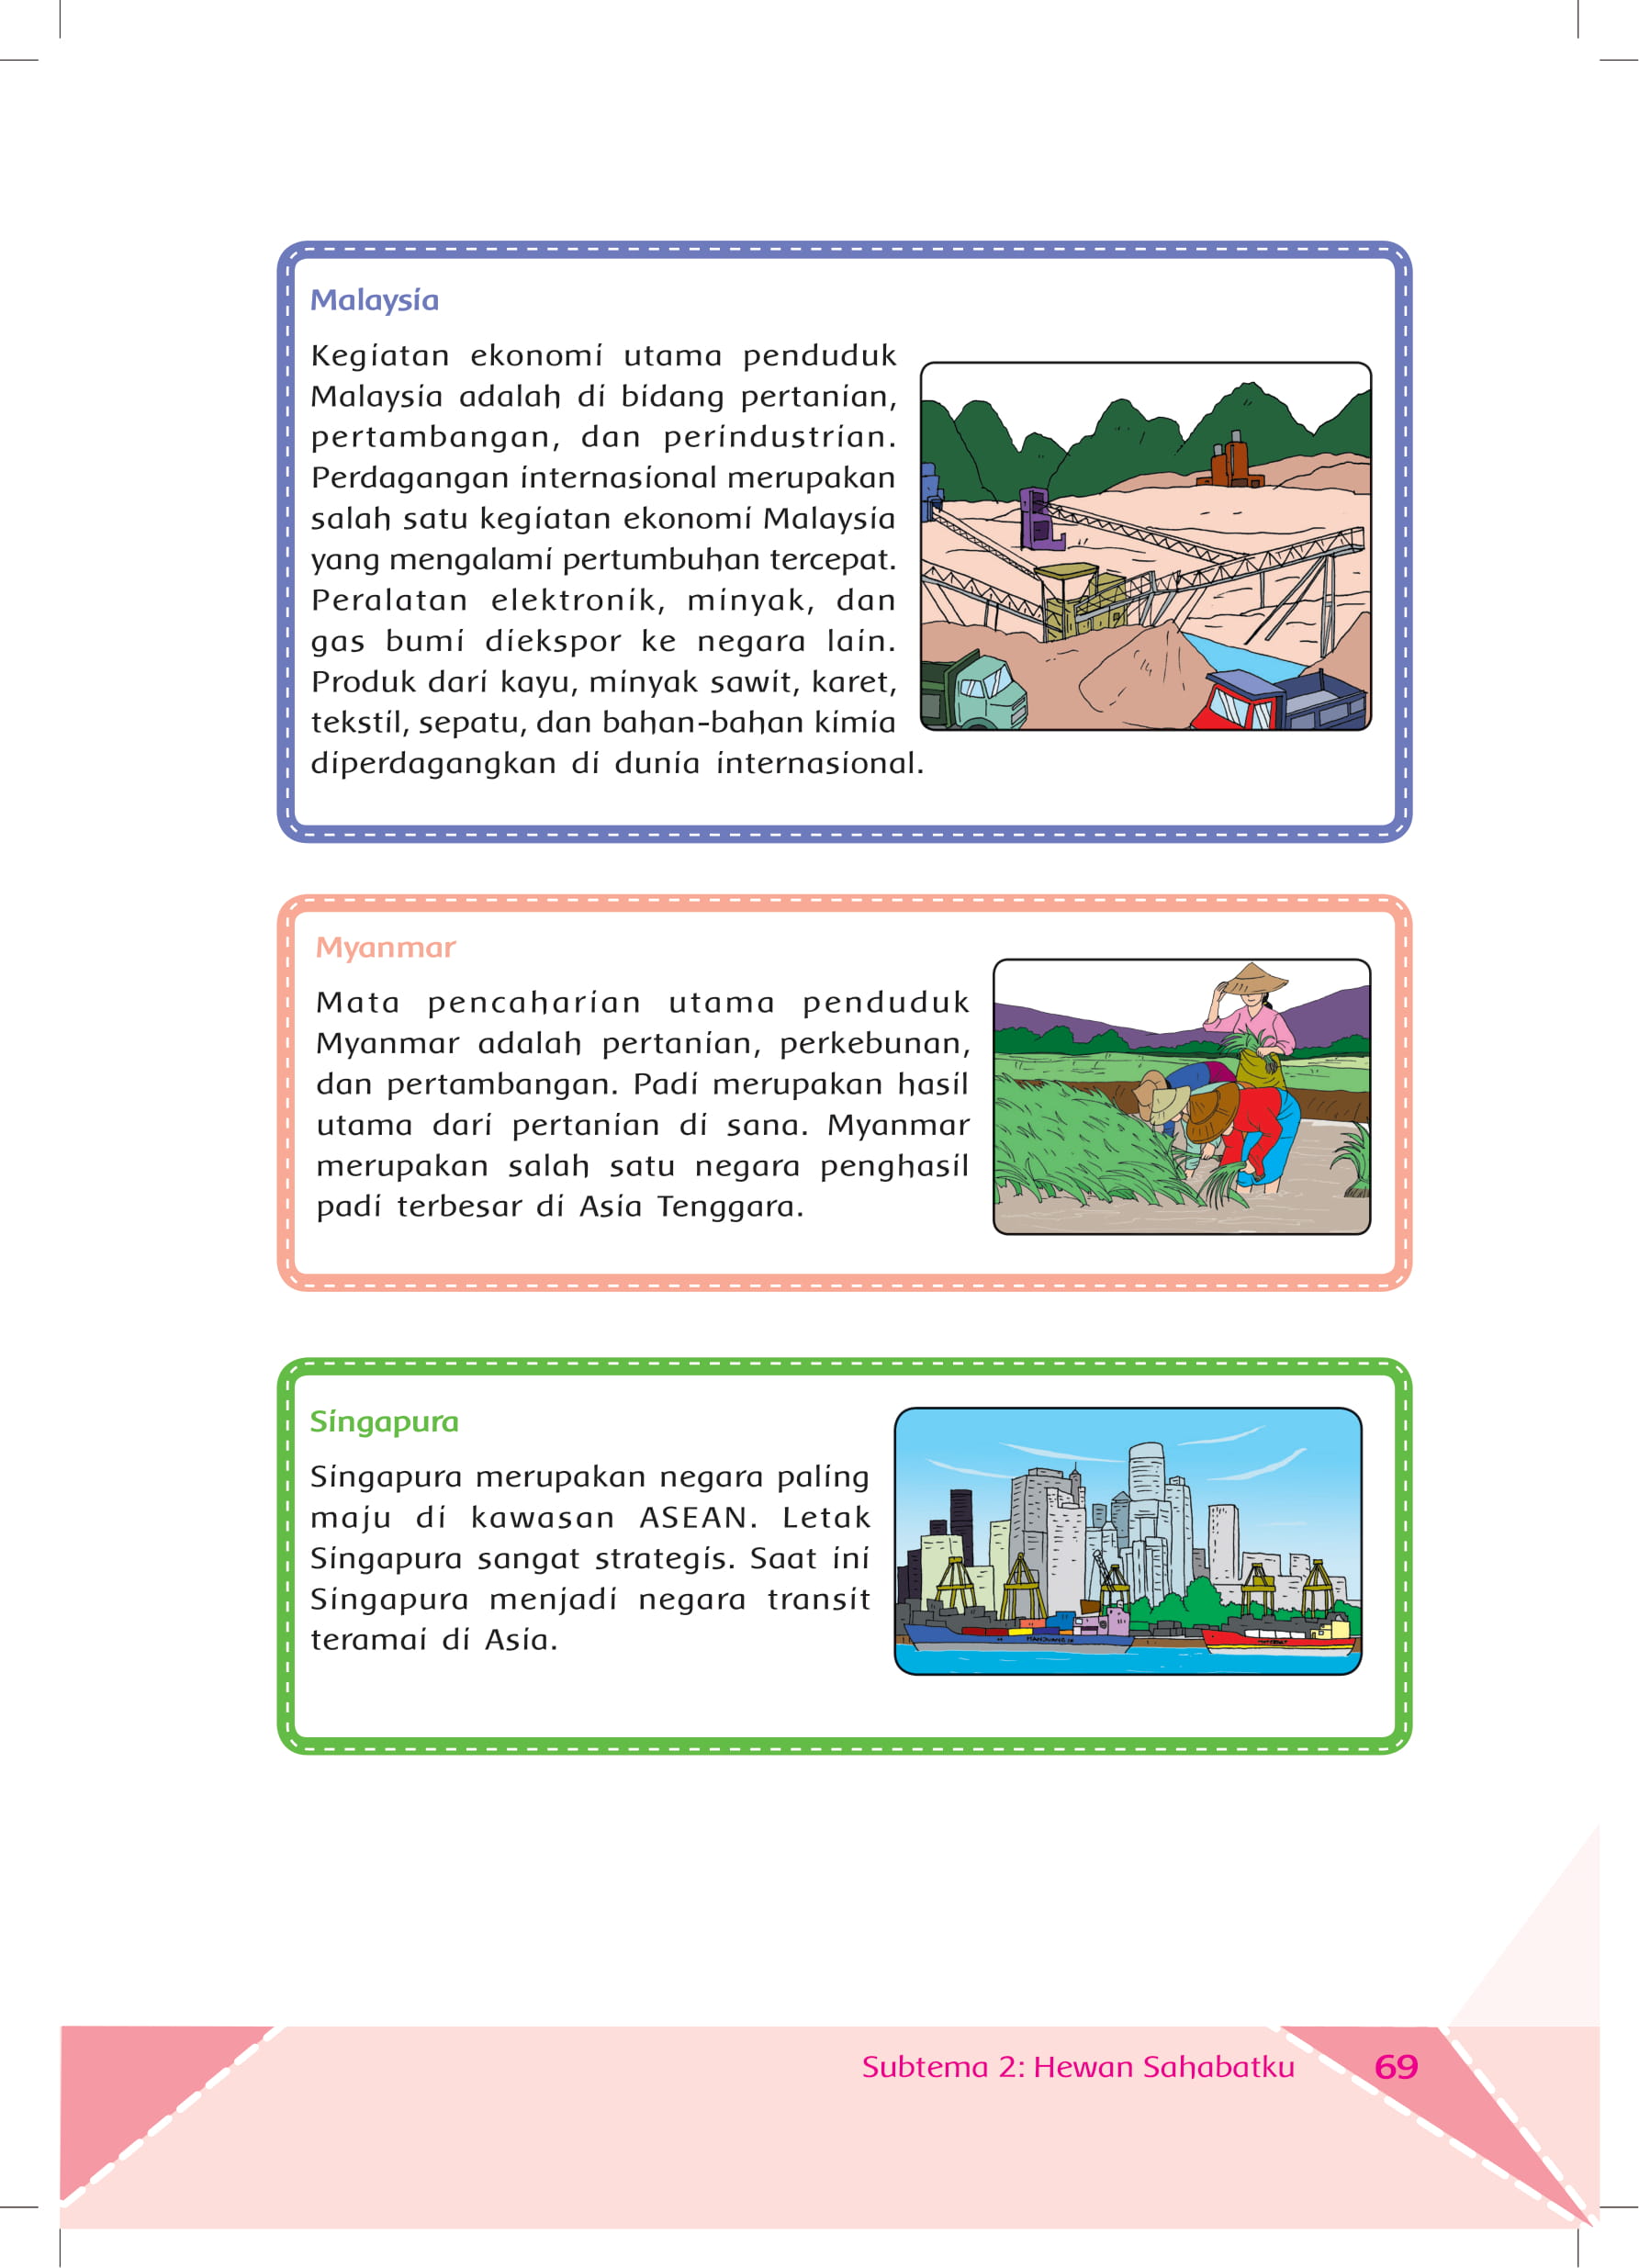 Malaysia
Kegiatan ekonomi utama penduduk
Malaysia adalah di bidang pertanian,
pertambangan, dan perindustrian.
Perdagangan internasional merupakan
salah satu kegiatan ekonomi Malaysia
yang mengalami pertumbuhan tercepat.
Peralatan elektronik, minyak, dan
gas bumi diekspor ke negara lain.
Produk dari kayu, minyak sawit, karet,
tekstil, sepatu, dan bahan-bahan kimia
diperdagangkan di dunia internasional.
Myanmar
Mata pencaharian utama penduduk
Myanmar adalah pertanian, perkebunan,
dan pertambangan. Padi merupakan hasil
utama dari pertanian di sana. Myanmar
merupakan salah satu negara penghasil
padi terbesar di Asia Tenggara.
Singapura
Singapura merupakan negara paling
maju di kawasan ASEAN. Letak
Singapura sangat strategis. Saat ini
Singapura menjadi negara transit
teramai di Asia.
Subtema 2: Hewan Sahabatku
69